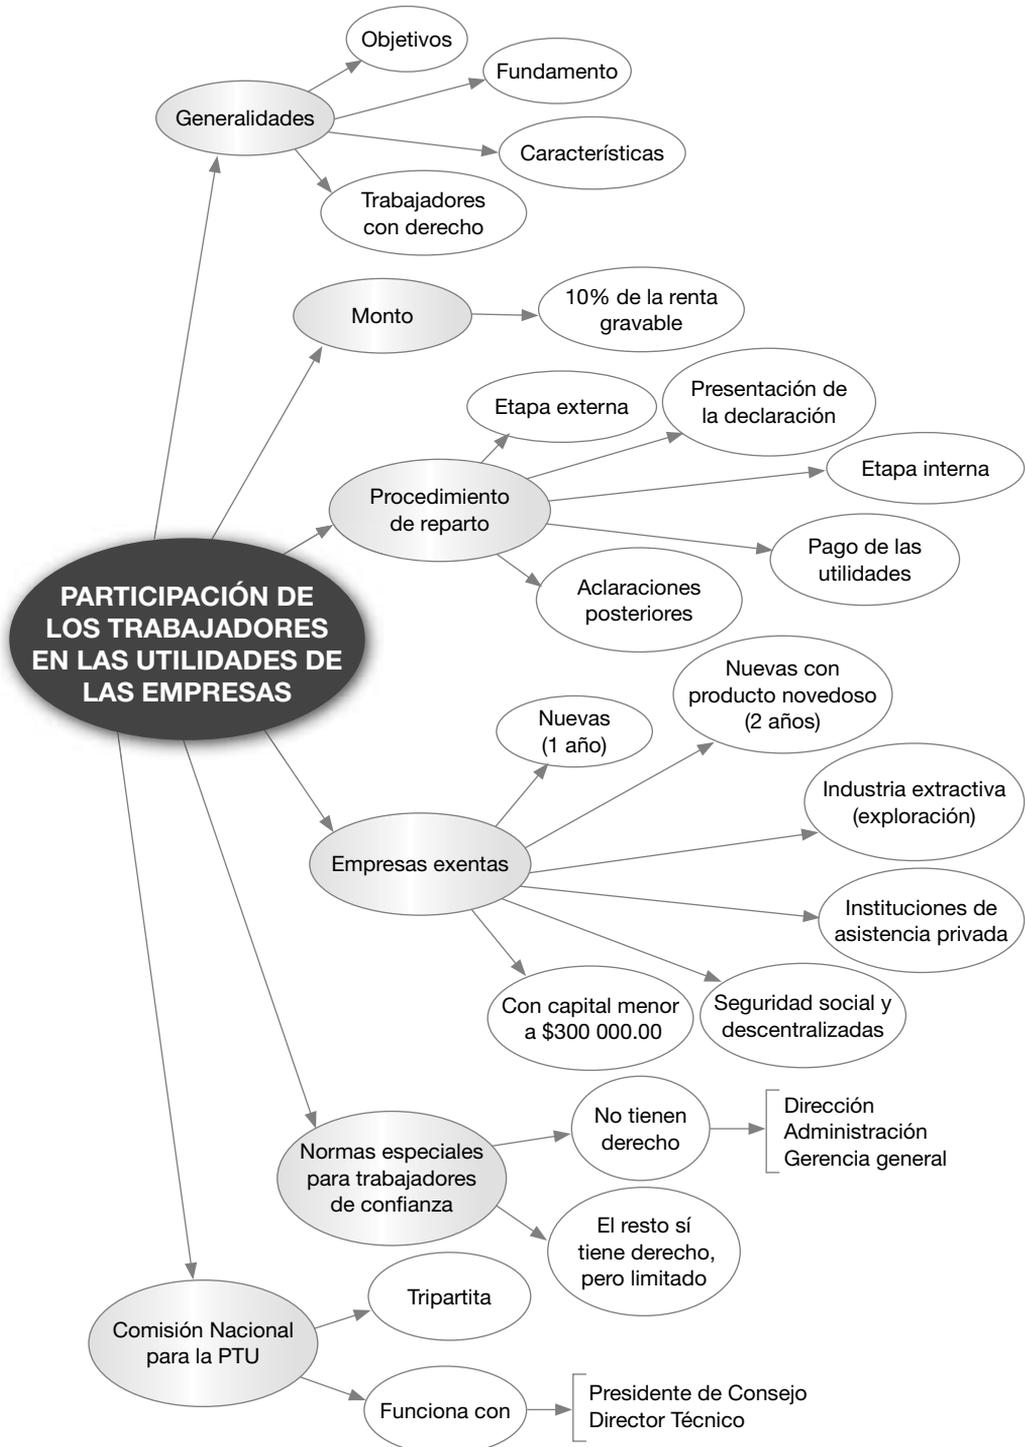 Objetivos
Fundamento
Generalidades
Características
Trabajadores
con derecho
Monto
10% de la renta
gravable
Etapa externa
Presentación de
la declaración
Etapa interna
Procedimiento
de reparto
Pago de las
utilidades
Aclaraciones
posteriores
PARTICIPACIÓN DE
LOS TRABAJADORES
EN LAS UTILIDADES DE
LAS EMPRESAS
Nuevas
(1 año)
Nuevas con
producto novedoso
(2 años)
Industria extractiva
(exploración)
Empresas exentas
Instituciones de
asistencia privada
Con capital menor
a $300 000.00
Seguridad social y
descentralizadas
Normas especiales
para trabajadores
de confianza
No tienen
derecho
Dirección
Administración
Gerencia general
El resto sí
tiene derecho,
pero limitado
Comisión Nacional
para la PTU
Tripartita
Funciona con
Presidente de Consejo
Director Técnico